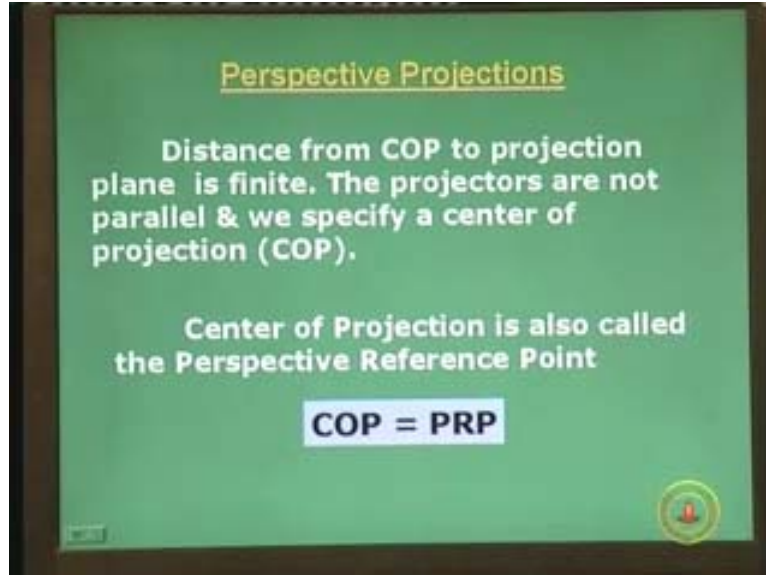 Perspective Projections
Distance from COP to projection
plane is finite. The projectors are not
parallel & we specify a center of
projection (COP).
Center of Projection is also called
the Perspective Reference Point
COP = PRP